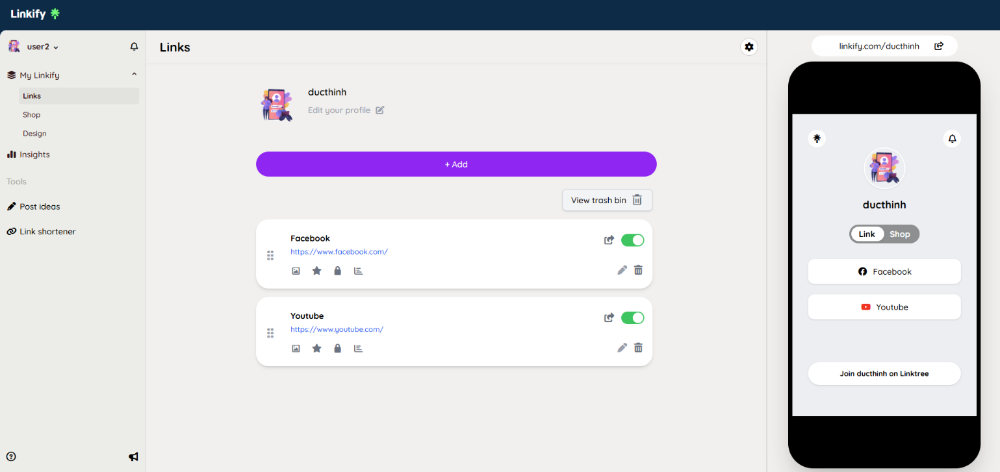 Linkify
user2
Links
linkify.com/ducthinh
My Linkify
Links
Shop
Design
Insights
Tools
Post ideas
Link shortener
ducthinh
Edit your profile
+ Add
View trash bin
Facebook
https://www.facebook.com/
Youtube
https://www.youtube.com/
ducthinh
Link Shop
Facebook
Youtube
Join ducthinh on Linktree